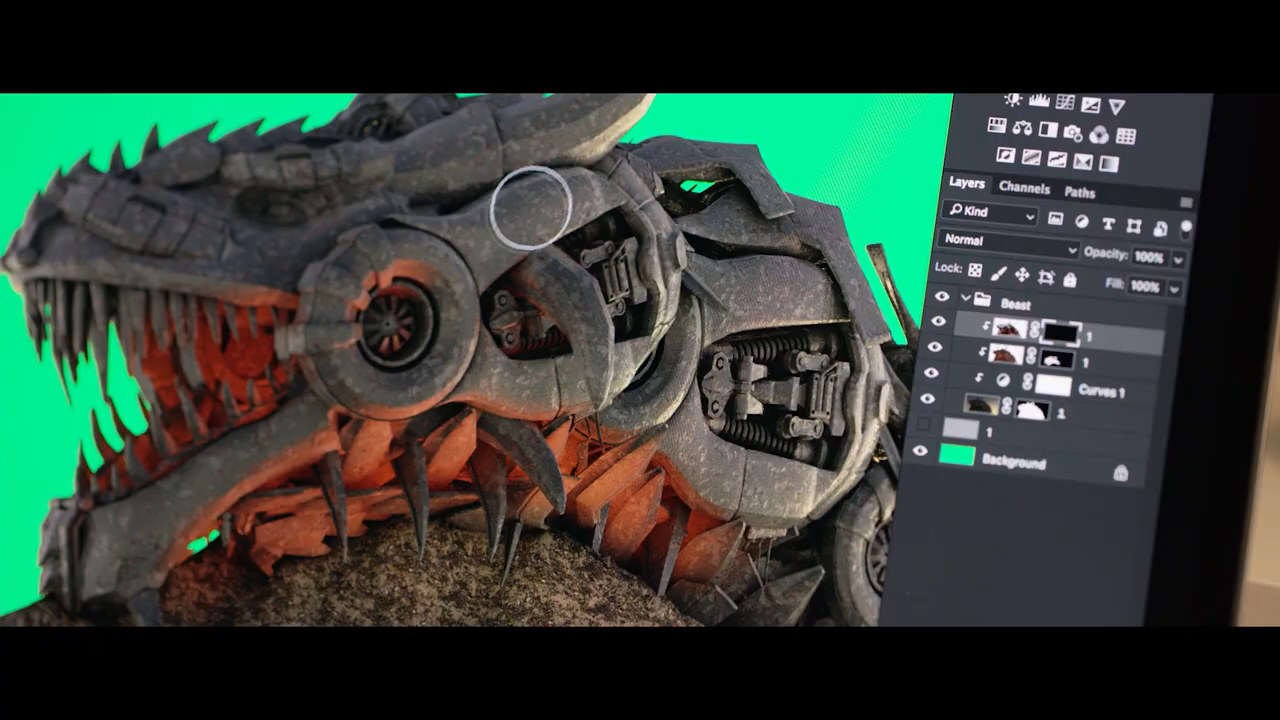 Layers Channels Paths
Kind
Normal Opacity: 100%
Lock: Fill: 100%
Beast
1
1
Curves 1
1
1
Background